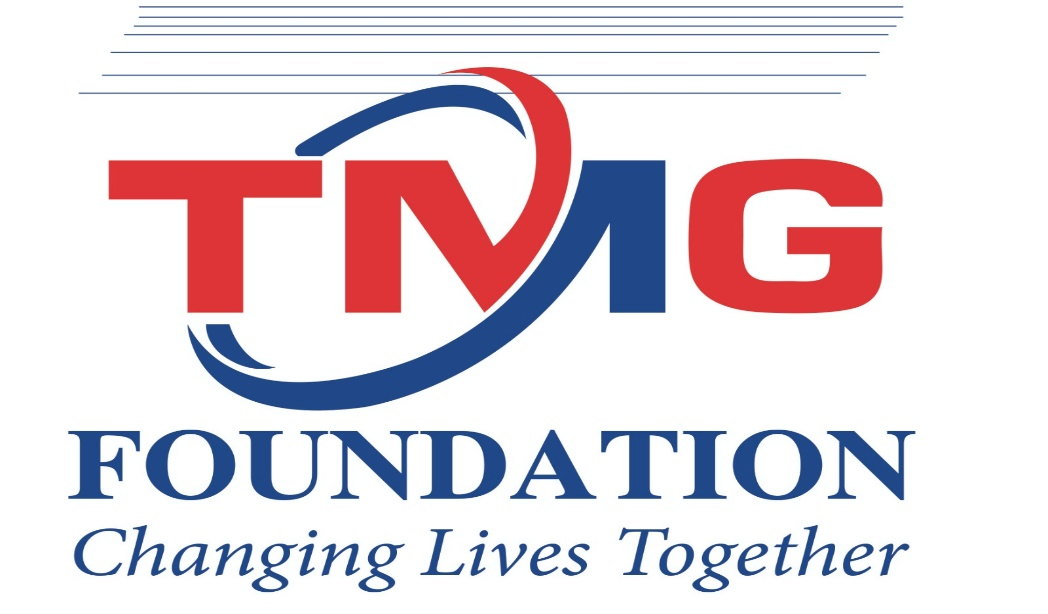 TMG
FOUNDATION
Changing Lives Together